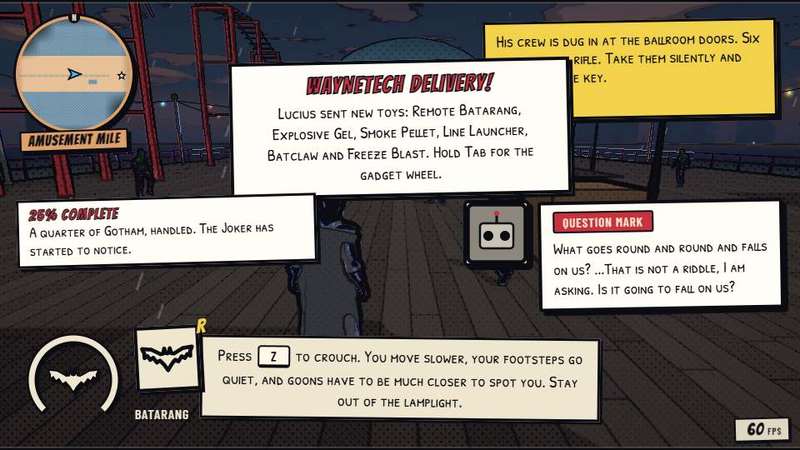 N
AMUSEMENT MILE
HIS CREW IS DUG IN AT THE BALLROOM DOORS. SIX
RIFLE. TAKE THEM SILENTLY AND
KEY.
WAYNETECH DELIVERY!
LUCIUS SENT NEW TOYS: REMOTE BATARANG,
EXPLOSIVE GEL, SMOKE PELLET, LINE LAUNCHER,
BATCLAW AND FREEZE BLAST. HOLD TAB FOR THE
GADGET WHEEL.
25% COMPLETE
A QUARTER OF GOTHAM, HANDLED. THE JOKER HAS
STARTED TO NOTICE.
QUESTION MARK
WHAT GOES ROUND AND ROUND AND FALLS
ON US? ...THAT IS NOT A RIDDLE, I AM
ASKING. IS IT GOING TO FALL ON US?
R
BATARANG
PRESS Z TO CROUCH. YOU MOVE SLOWER, YOUR FOOTSTEPS GO
QUIET, AND GOONS HAVE TO BE MUCH CLOSER TO SPOT YOU. STAY
OUT OF THE LAMPLIGHT.
60 FPS